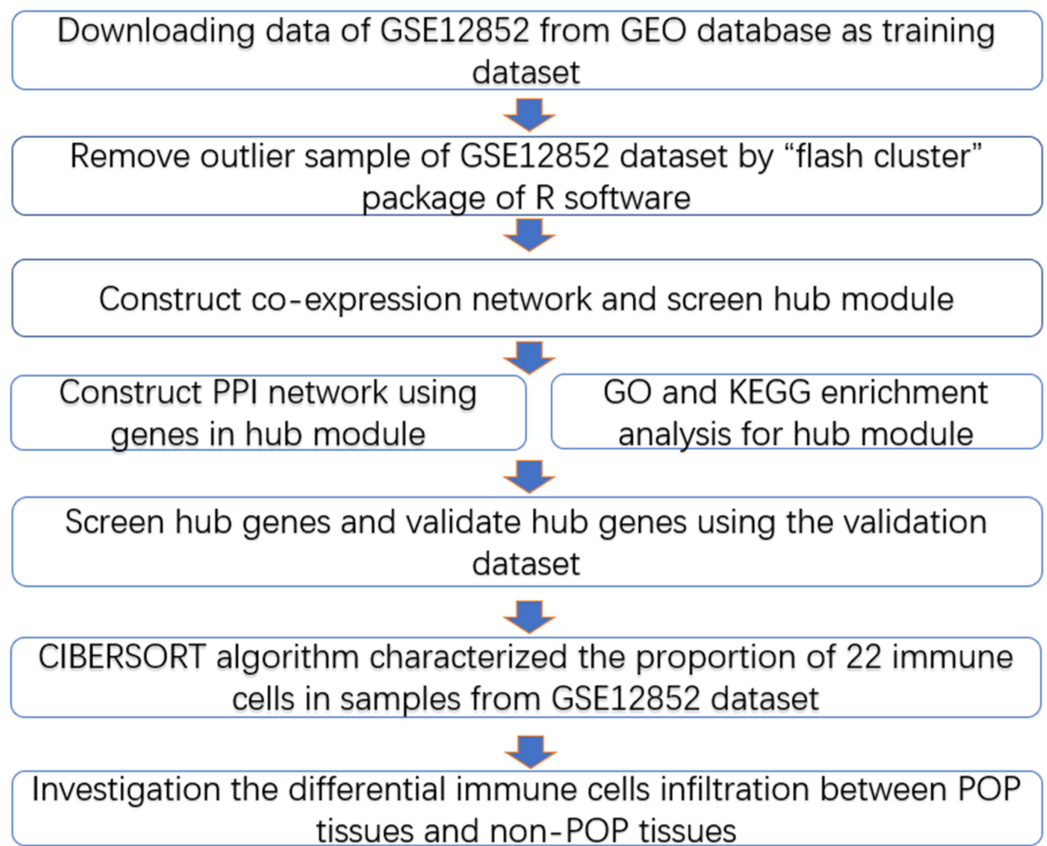 Downloading data of GSE12852 from GEO database as training
dataset
Remove outlier sample of GSE12852 dataset by “flash cluster”
package of R software
Construct co-expression network and screen hub module
Construct PPI network using
genes in hub module
GO and KEGG enrichment
analysis for hub module
Screen hub genes and validate hub genes using the validation
dataset
CIBERSORT algorithm characterized the proportion of 22 immune
cells in samples from GSE12852 dataset
Investigation the differential immune cells infiltration between POP
tissues and non-POP tissues